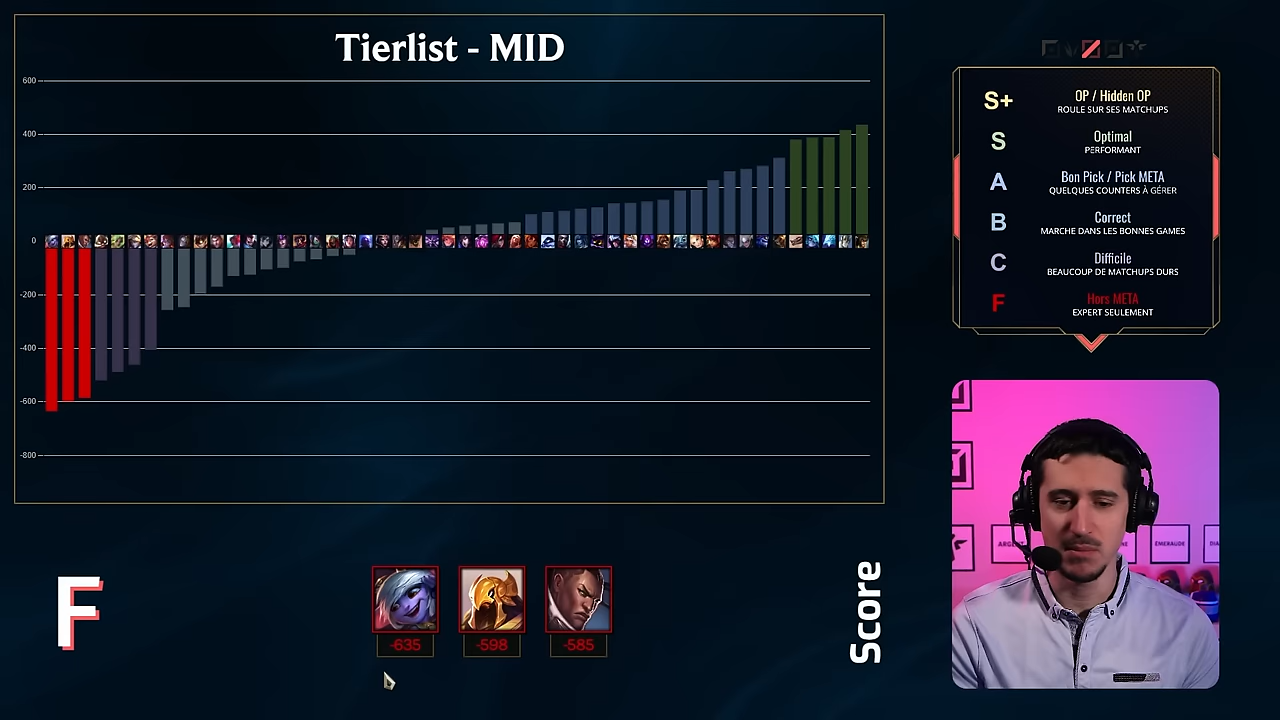 Tierlist - MID
600
400
200
0
-200
-400
-600
-800
S+
OP / Hidden OP
ROULE SUR SES MATCHUPS
S
Optimal
PERFORMANT
A
Bon Pick / Pick META
QUELQUES COUNTERS À GÉRER
B
Correct
MARCHE DANS LES BONNES GAMES
C
Difficile
BEAUCOUP DE MATCHUPS DURS
F
Hors META
EXPERT SEULEMENT
F
-635
-598
-585
Score
EMERAUDE